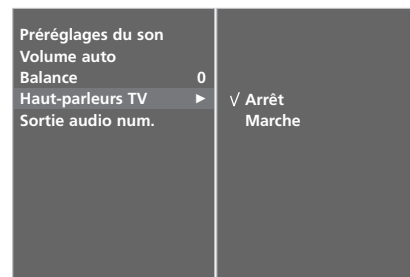 Préréglages du son
Volume auto
Balance 0
Haut-parleurs TV ►
Sortie audio num.
√ Arrêt
Marche